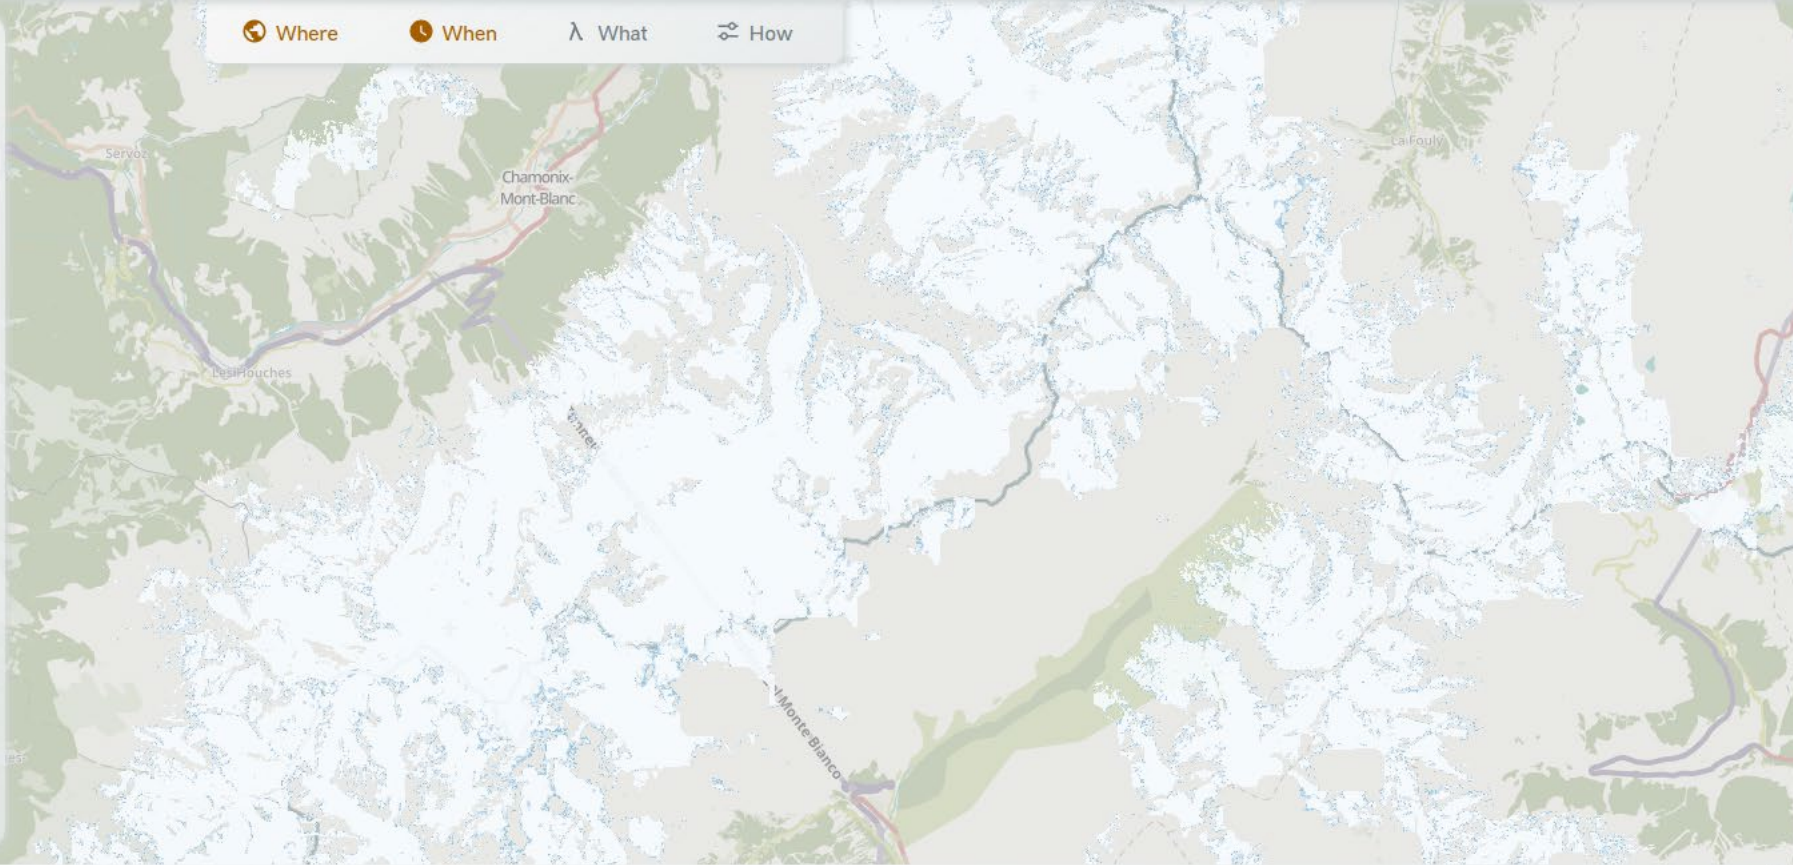 Where
When
λ What
How
Servoz
Chamonix-
Mont-Blanc
La Fouly
Les Houches
Monte Bianco